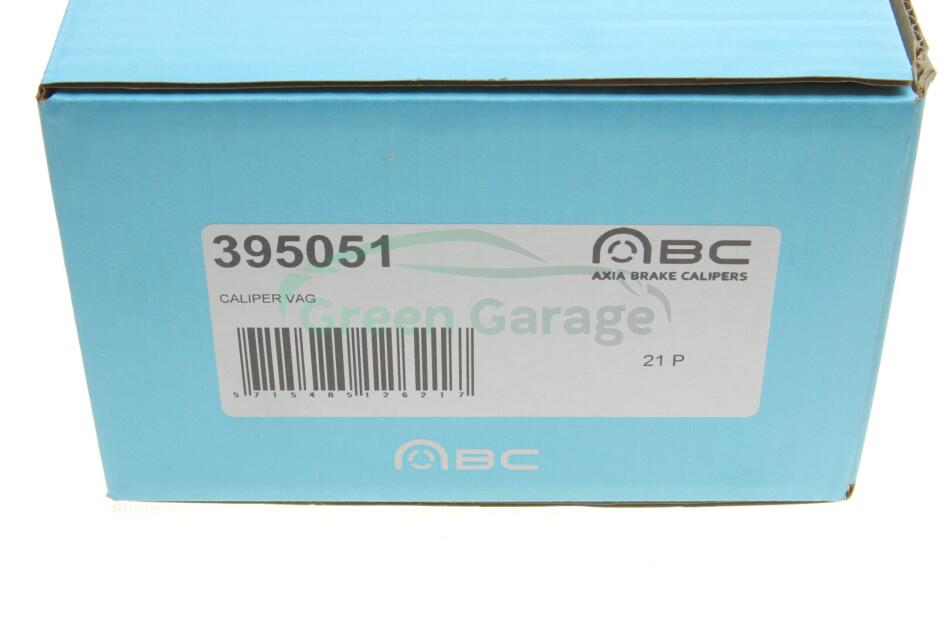 395051
ABC
AXIA BRAKE CALIPERS
CALIPER VAG
Green Garage
21 P
5715485126217
ABC